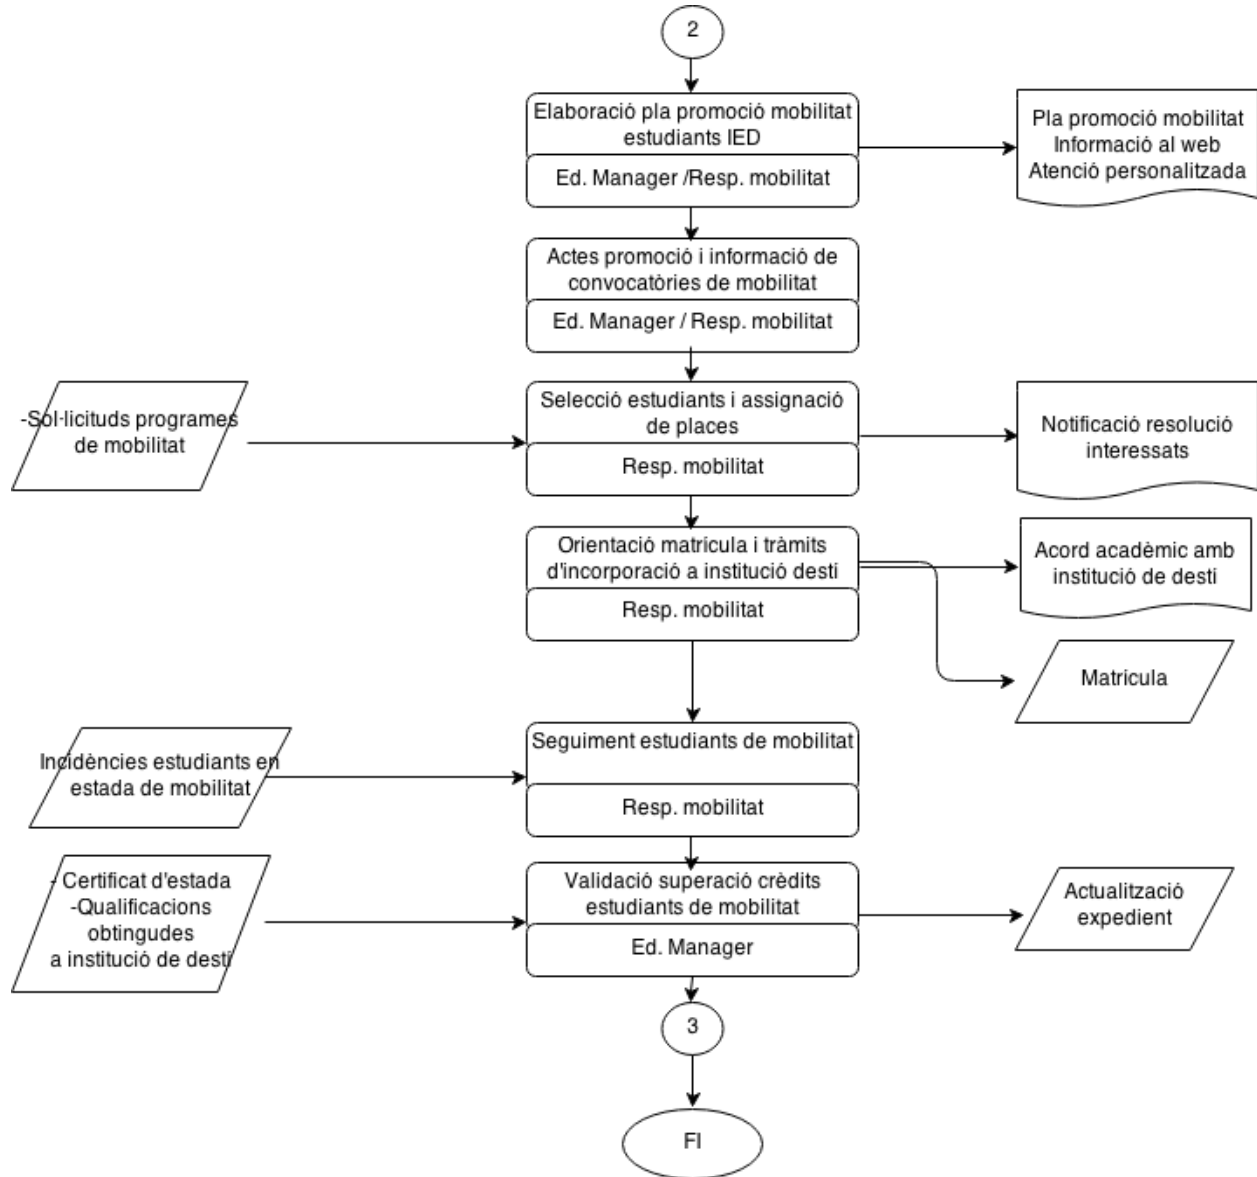 2
Elaboració pla promoció mobilitat
estudiants IED
Ed. Manager /Resp. mobilitat
Pla promoció mobilitat
Informació al web
Atenció personalitzada
Actes promoció i informació de
convocatòries de mobilitat
Ed. Manager / Resp. mobilitat
-Sol·licituds programes
de mobilitat
Selecció estudiants i assignació
de places
Resp. mobilitat
Notificació resolució
interessats
Orientació matrícula i tràmits
d'incorporació a institució destí
Resp. mobilitat
Acord acadèmic amb
institució de destí
Matrícula
Incidències estudiants en
estada de mobilitat
Seguiment estudiants de mobilitat
Resp. mobilitat
- Certificat d'estada
-Qualificacions
obtingudes
a institució de destí
Validació superació crèdits
estudiants de mobilitat
Ed. Manager
Actualització
expedient
3
FI